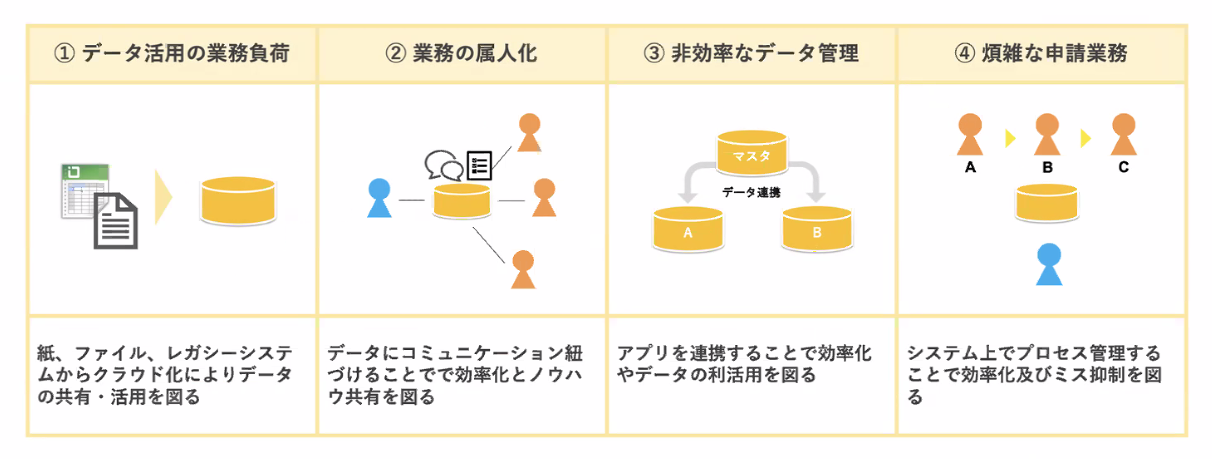 ① データ活用の業務負荷
② 業務の属人化
③ 非効率なデータ管理
④ 煩雑な申請業務
マスタ
データ連携
A
B
A
B
C
紙、ファイル、レガシーシステ
ムからクラウド化によりデータ
の共有・活用を図る
データにコミュニケーション紐
づけることでで効率化とノウハ
ウ共有を図る
アプリを連携することで効率化
やデータの利活用を図る
システム上でプロセス管理する
ことで効率化及びミス抑制を図
る